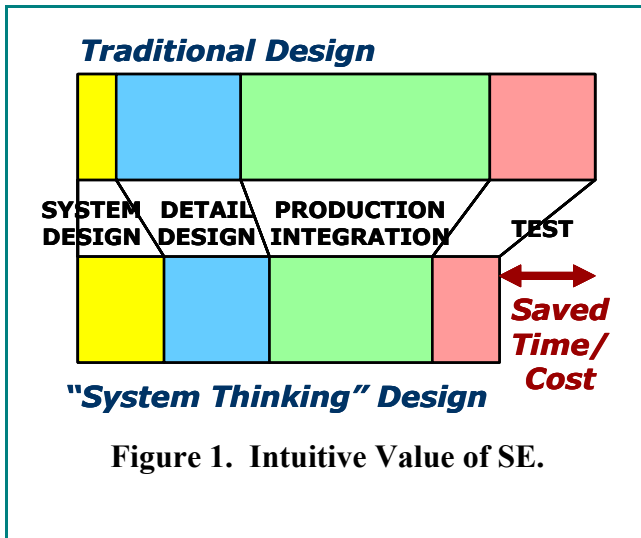 Traditional Design
SYSTEM DETAIL PRODUCTION
DESIGN DESIGN INTEGRATION
TEST
Saved
Time/
Cost
“System Thinking” Design
Figure 1. Intuitive Value of SE.